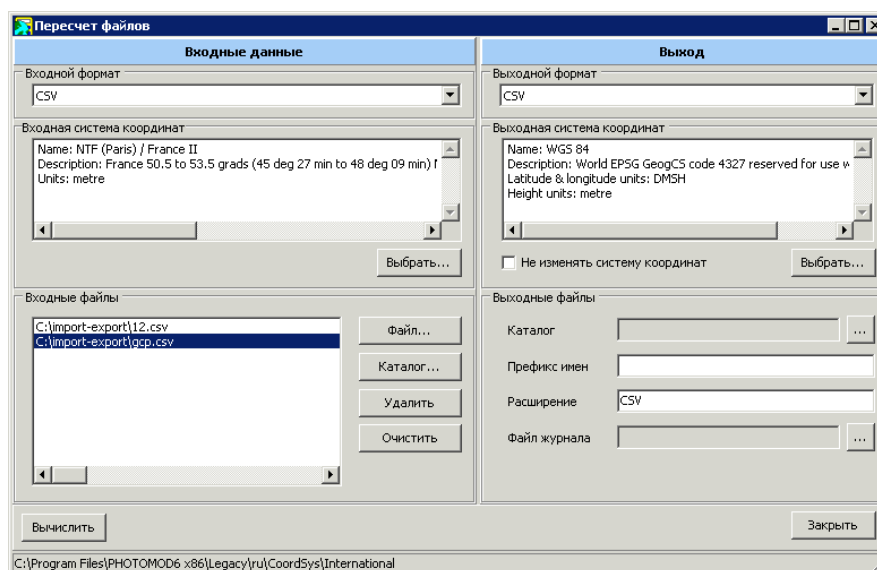 Пересчет файлов
Входные данные
Входной формат
CSV
Входная система координат
Name: NTF (Paris) / France II
Description: France 50.5 to 53.5 grads (45 deg 27 min to 48 deg 09 min)
Units: metre
Выбрать...
Входные файлы
C:\import-export\12.csv
C:\import-export\gcp.csv
Файл...
Каталог...
Удалить
Очистить
Выход
Выходной формат
CSV
Выходная система координат
Name: WGS 84
Description: World EPSG GeogCS code 4327 reserved for use
Latitude & longitude units: DMSH
Height units: metre
Не изменять систему координат
Выбрать...
Выходные файлы
Каталог
...
Префикс имен
Расширение
CSV
Файл журнала
...
Вычислить
Закрыть
C:\Program Files\PHOTOMOD6 x86\Legacy\ru\CoordSys\International